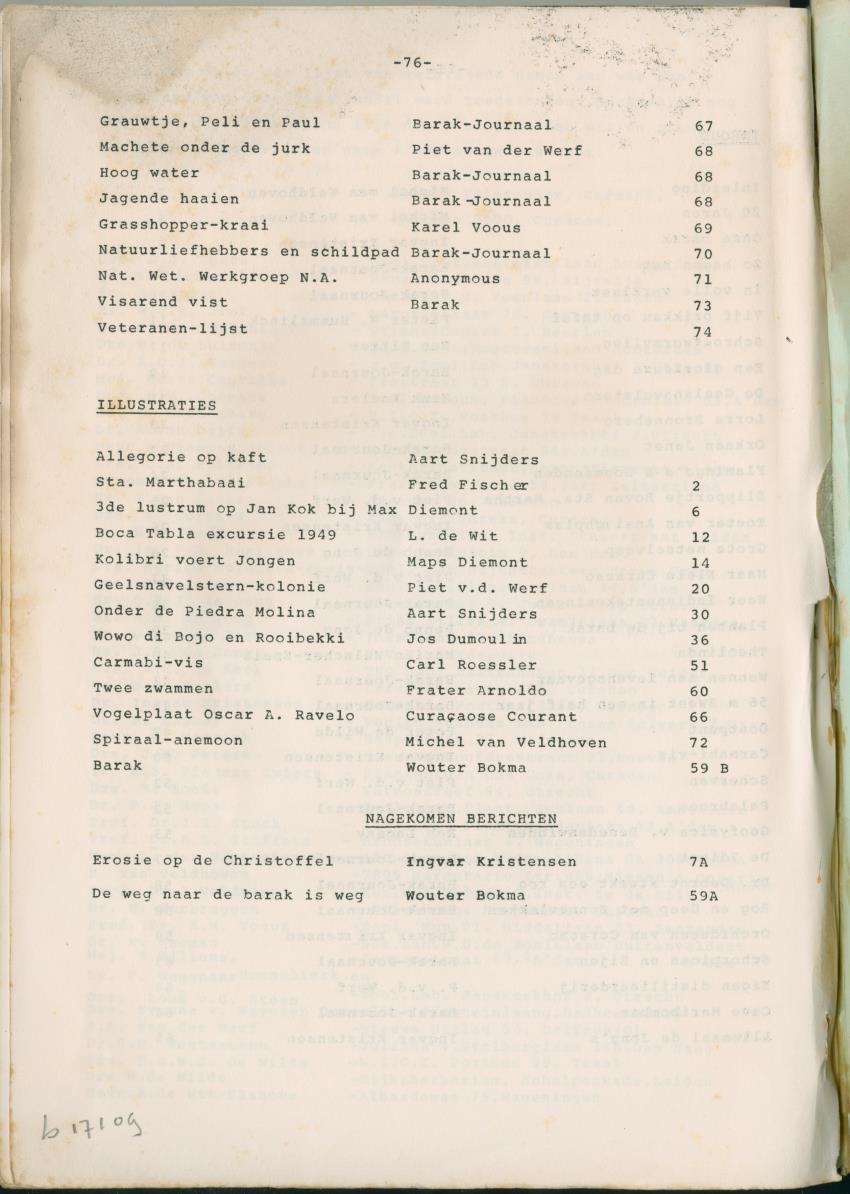 -76-
Grauwtje, Peli en Paul Barak-Journaal 67
Machete onder de jurk Piet van der Werf 68
Hoog water Barak-Journaal 68
Jagende haaien Barak-Journaal 68
Grasshopper-kraai Karel Voous 69
Natuurliefhebbers en schildpad Barak-Journaal 70
Nat. Wet. Werkgroep N.A. Anonymous 71
Visarend vist Barak 73
Veteranen-lijst 74
ILLUSTRATIES
Allegorie op kaft Aart Snijders
Sta. Marthabaai Fred Fischer 2
3de lustrum op Jan Kok bij Max Diemont 6
Boca Tabla excursie 1949 L. de Wit 12
Kolibri voert Jongen Maps Diemont 14
Geelsnavelstern-kolonie Piet v.d. Werf 20
Onder de Piedra Molina Aart Snijders 30
Wowo di Bojo en Rooibekki Jos Dumoulin 36
Carmabi-vis Carl Roessler 51
Twee zwammen Frater Arnoldo 60
Vogelplaat Oscar A. Ravelo Curaçaose Courant 66
Spiraal-anemoon Michel van Veldhoven 72
Barak Wouter Bokma 59 B
NAGEKOMEN BERICHTEN
Erosie op de Christoffel Ingvar Kristensen 7A
De weg naar de barak is weg Wouter Bokma 59A
b 17109